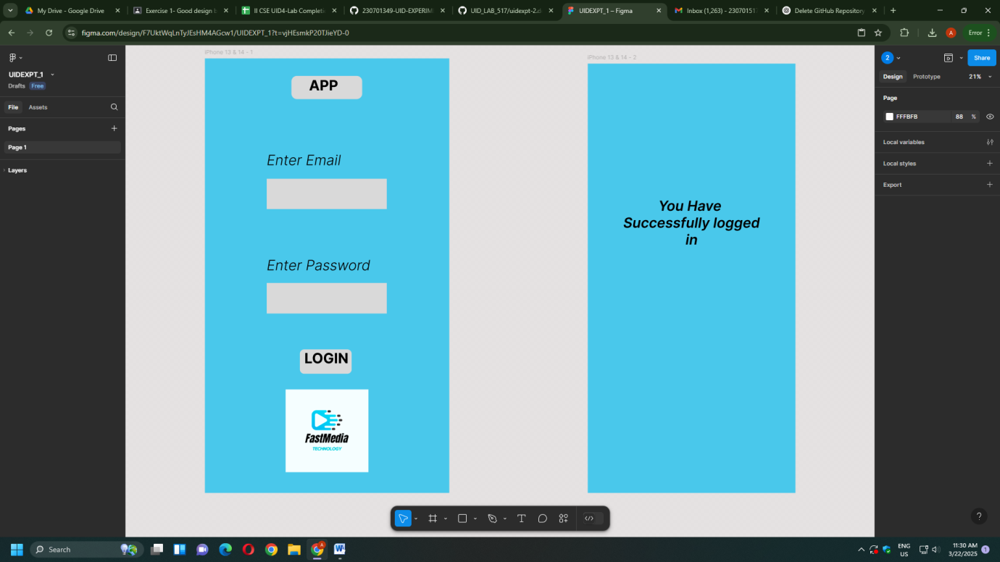 My Drive - Google Drive
Exercise 1- Good design b
II CSE UID4-Lab Completi
230701349-UID-EXPERIM
UID_LAB_517/uidexpt-2.d
UIDEXPT_1 – Figma
Inbox (1,263) - 23070151
Delete GitHub Repository
figma.com/design/F7UktWqLnTyJEsHM4AGcw1/UIDEXPT_1?t=vjHEsmkP20TJieYD-0
A
Error
UIDEXPT_1
Drafts Free
File Assets
Pages
Page 1
Layers
iPhone 13 & 14 - 1
APP
Enter Email
Enter Password
LOGIN
FastMedia
TECHNOLOGY
iPhone 13 & 14 - 2
You Have
Successfully logged
in
2
Share
Design Prototype 21%
Page
FFFBFB 88 %
Local variables
Local styles
Export
?
Search
ENG
US
11:30 AM
3/22/2025
1